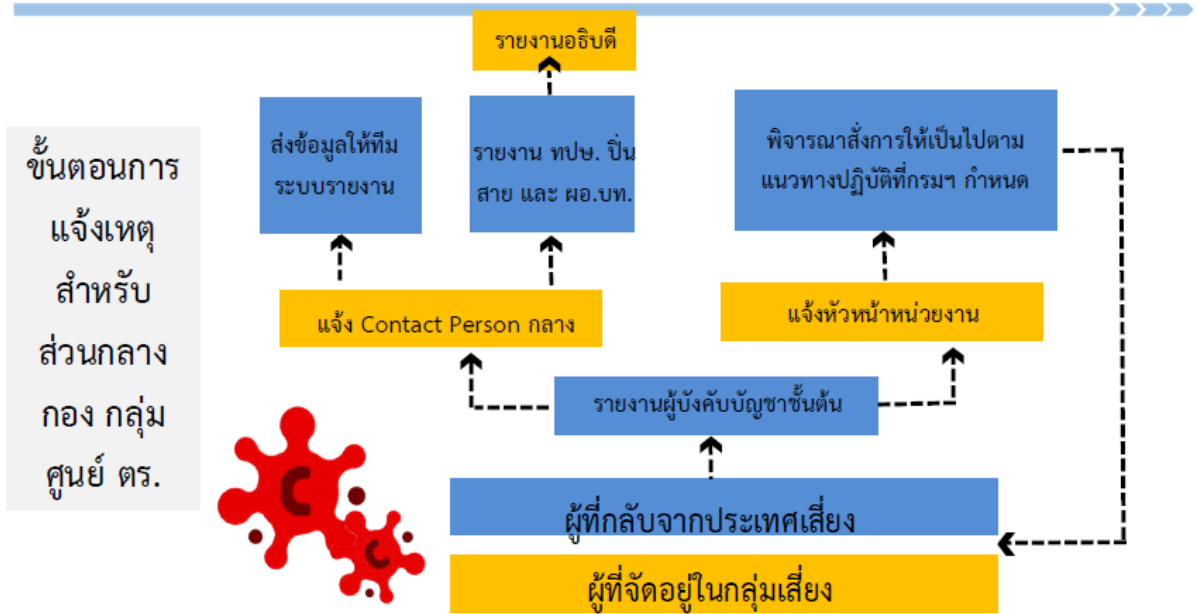 รายงานอธิบดี
ส่งข้อมูลให้ทีม
ระบบรายงาน
รายงาน ทปษ. ปิ่น
สาย และ ผอ.บท.
พิจารณาสั่งการให้เป็นไปตาม
แนวทางปฏิบัติที่กรมฯ กำหนด
ขั้นตอนการ
แจ้งเหตุ
สำหรับ
ส่วนกลาง
กอง กลุ่ม
ศูนย์ ตร.
แจ้ง Contact Person กลาง
แจ้งหัวหน้าหน่วยงาน
รายงานผู้บังคับบัญชาชั้นต้น
ผู้ที่กลับจากประเทศเสี่ยง
ผู้ที่จัดอยู่ในกลุ่มเสี่ยง
C
C